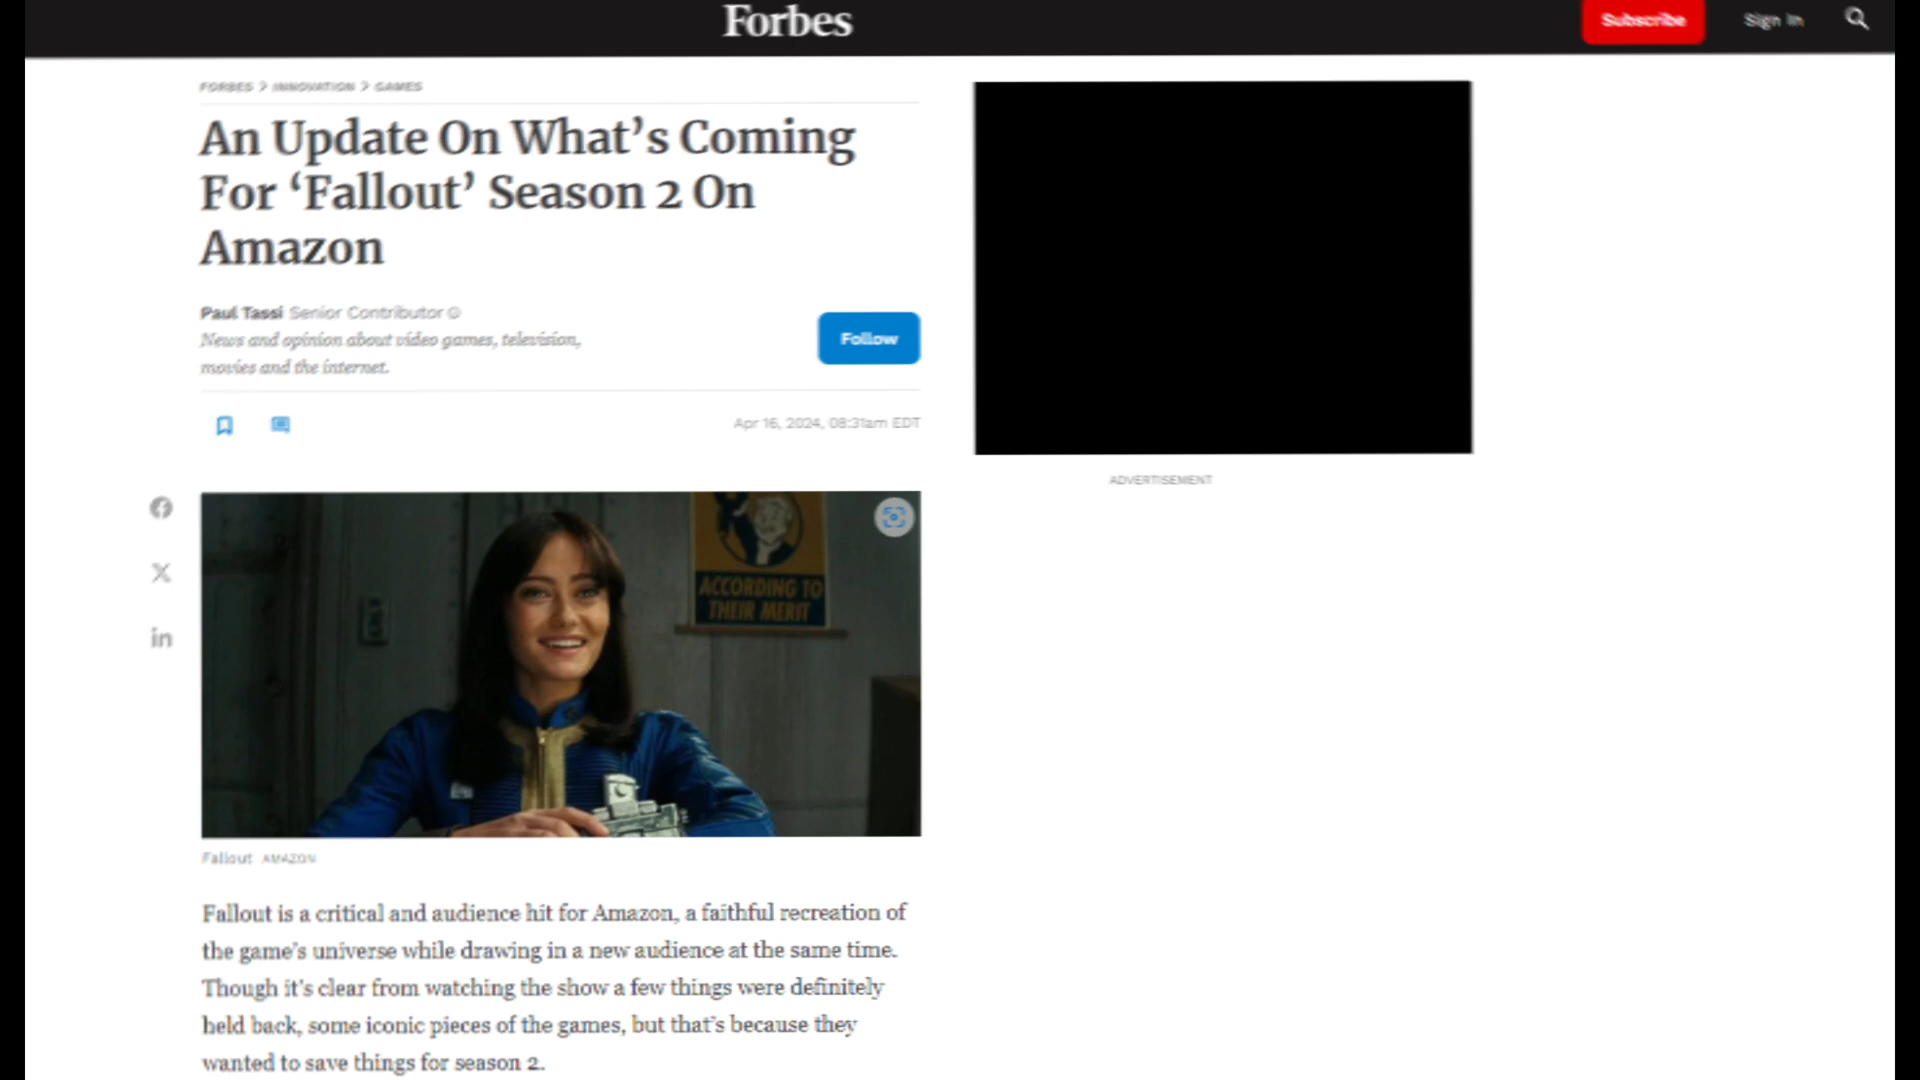 Forbes
Subscribe
Sign In
FORBES > INNOVATION > GAMES
An Update On What’s Coming
For ‘Fallout’ Season 2 On
Amazon
Paul Tassi Senior Contributor
News and opinion about video games, television,
movies and the internet.
Follow
Apr 16, 2024, 08:31am EDT
ADVERTISEMENT
in
ACCORDING TO
THEIR MERIT
Fallout AMAZON
Fallout is a critical and audience hit for Amazon, a faithful recreation of
the game’s universe while drawing in a new audience at the same time.
Though it’s clear from watching the show a few things were definitely
held back, some iconic pieces of the games, but that’s because they
wanted to save things for season 2.